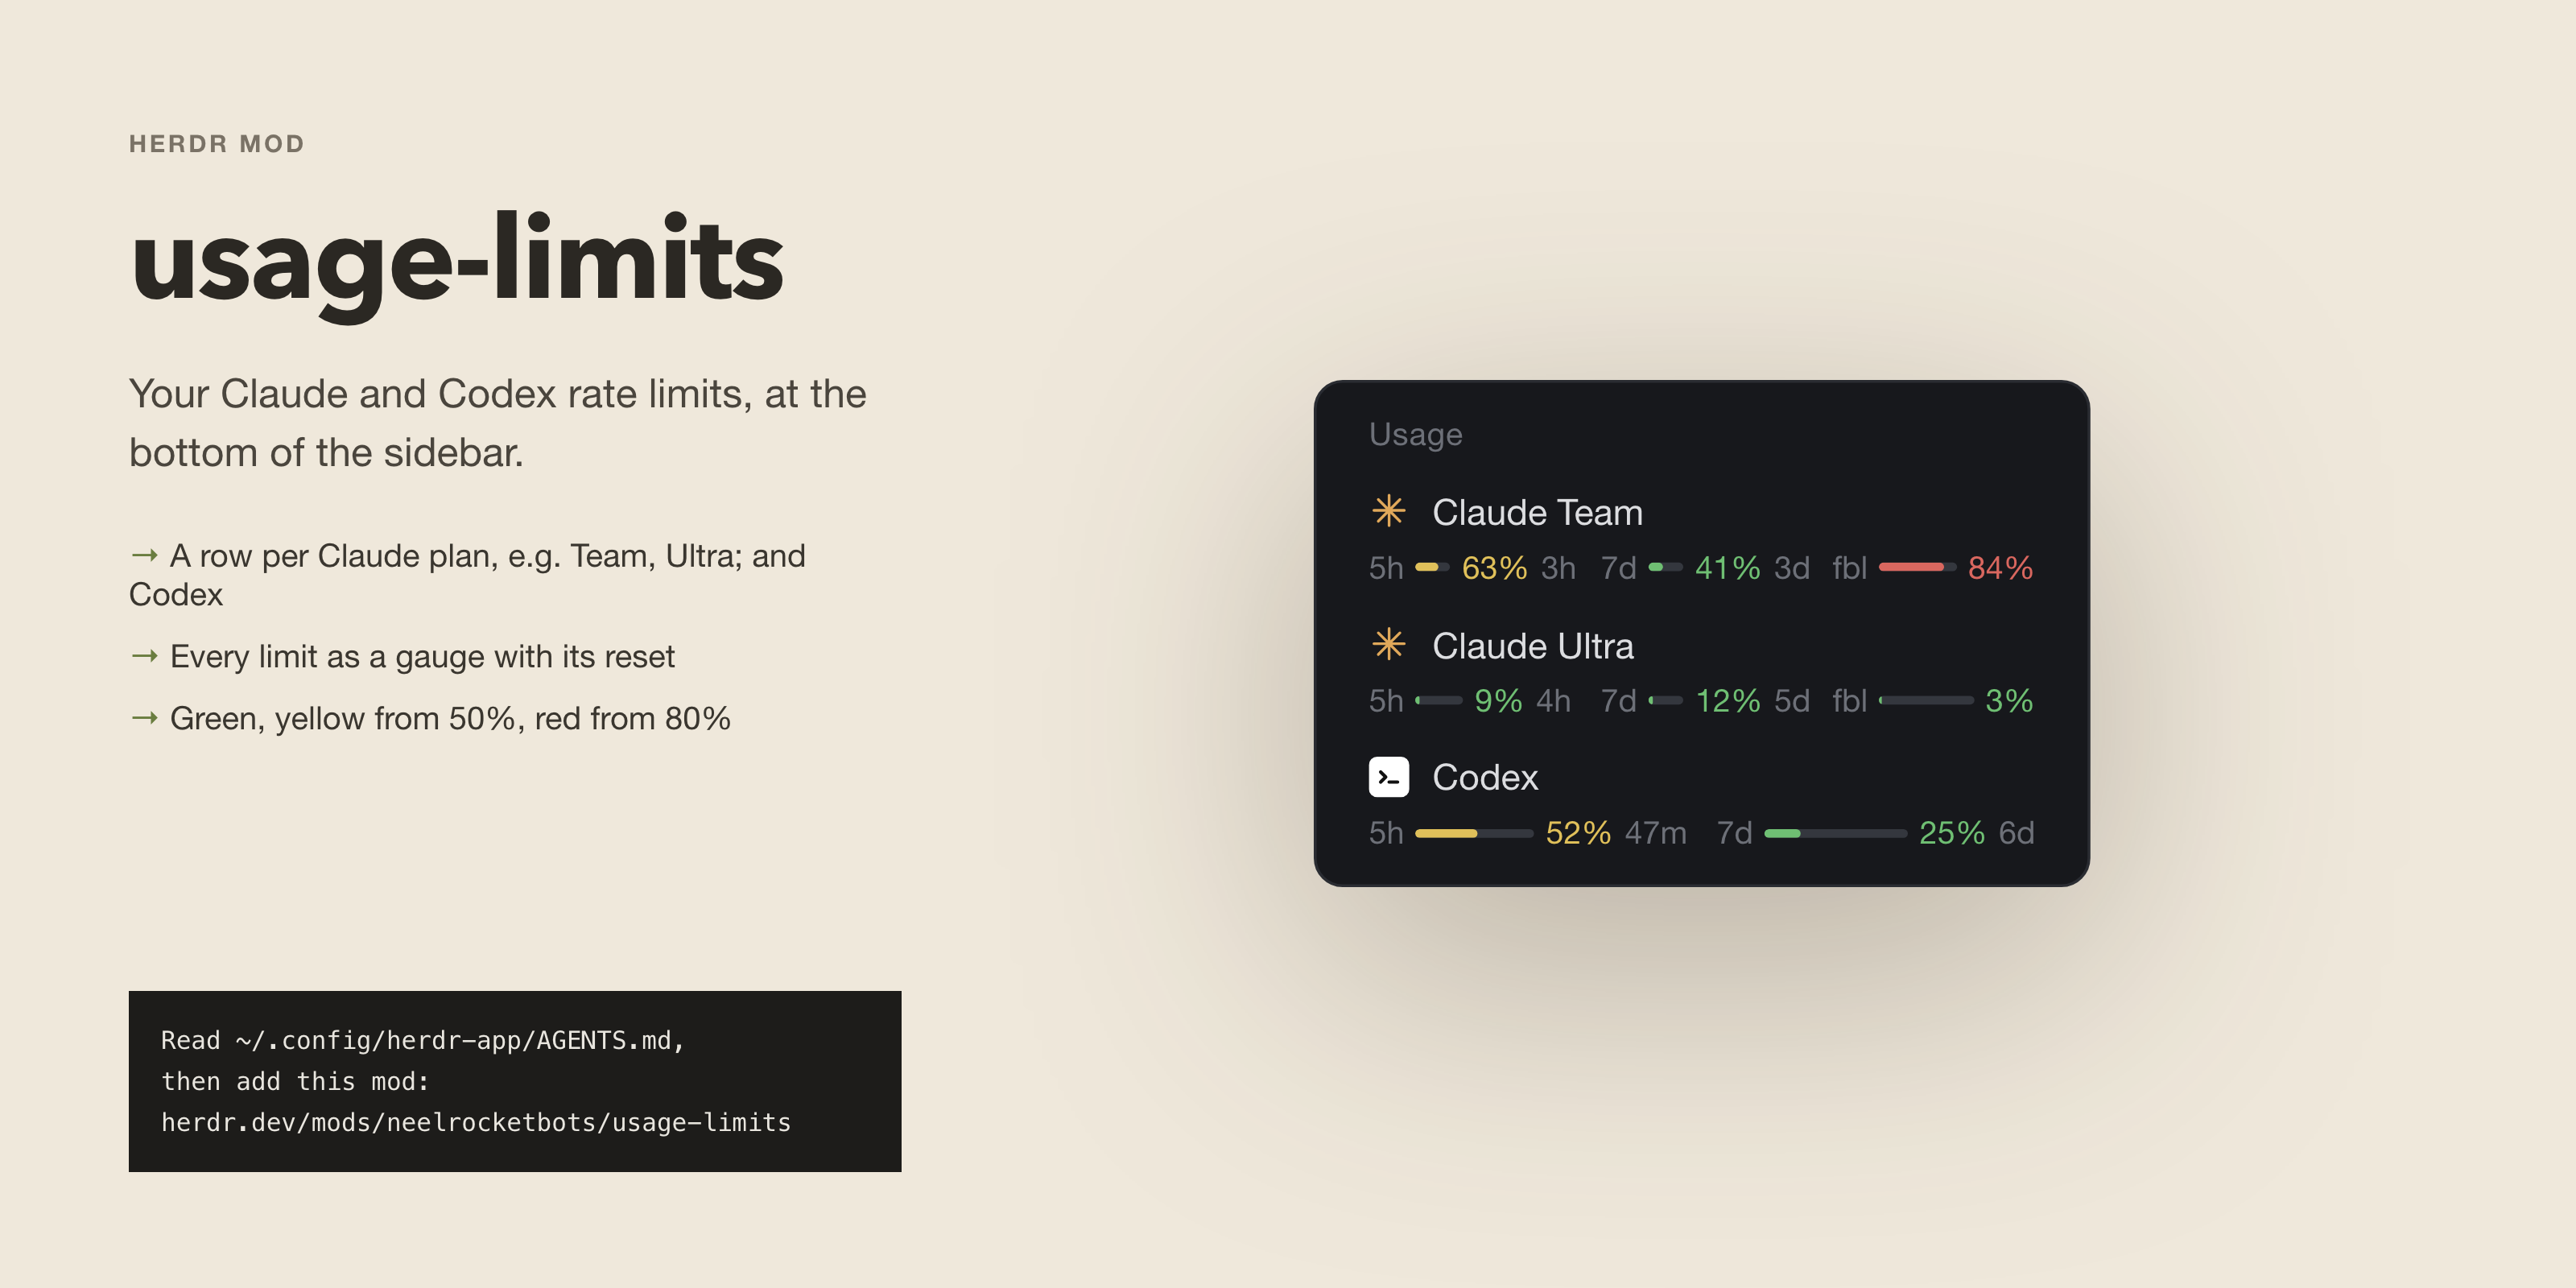 HERDR MOD
usage-limits
Your Claude and Codex rate limits, at the
bottom of the sidebar.
→ A row per Claude plan, e.g. Team, Ultra; and
Codex
→ Every limit as a gauge with its reset
→ Green, yellow from 50%, red from 80%
Read ~/.config/herdr-app/AGENTS.md,
then add this mod:
herdr.dev/mods/neelrocketbots/usage-limits
Usage
Claude Team
5h 63% 3h 7d 41% 3d fbl 84%
Claude Ultra
5h 9% 4h 7d 12% 5d fbl 3%
Codex
5h 52% 47m 7d 25% 6d